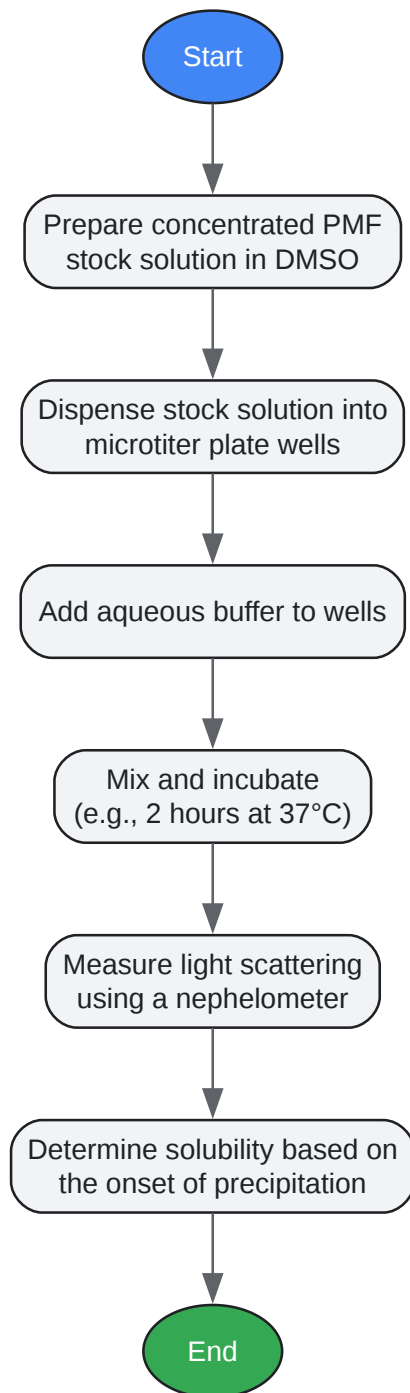 Start
Prepare concentrated PMF
stock solution in DMSO
Dispense stock solution into
microtiter plate wells
Add aqueous buffer to wells
Mix and incubate
(e.g., 2 hours at 37°C)
Measure light scattering
using a nephelometer
Determine solubility based on
the onset of precipitation
End